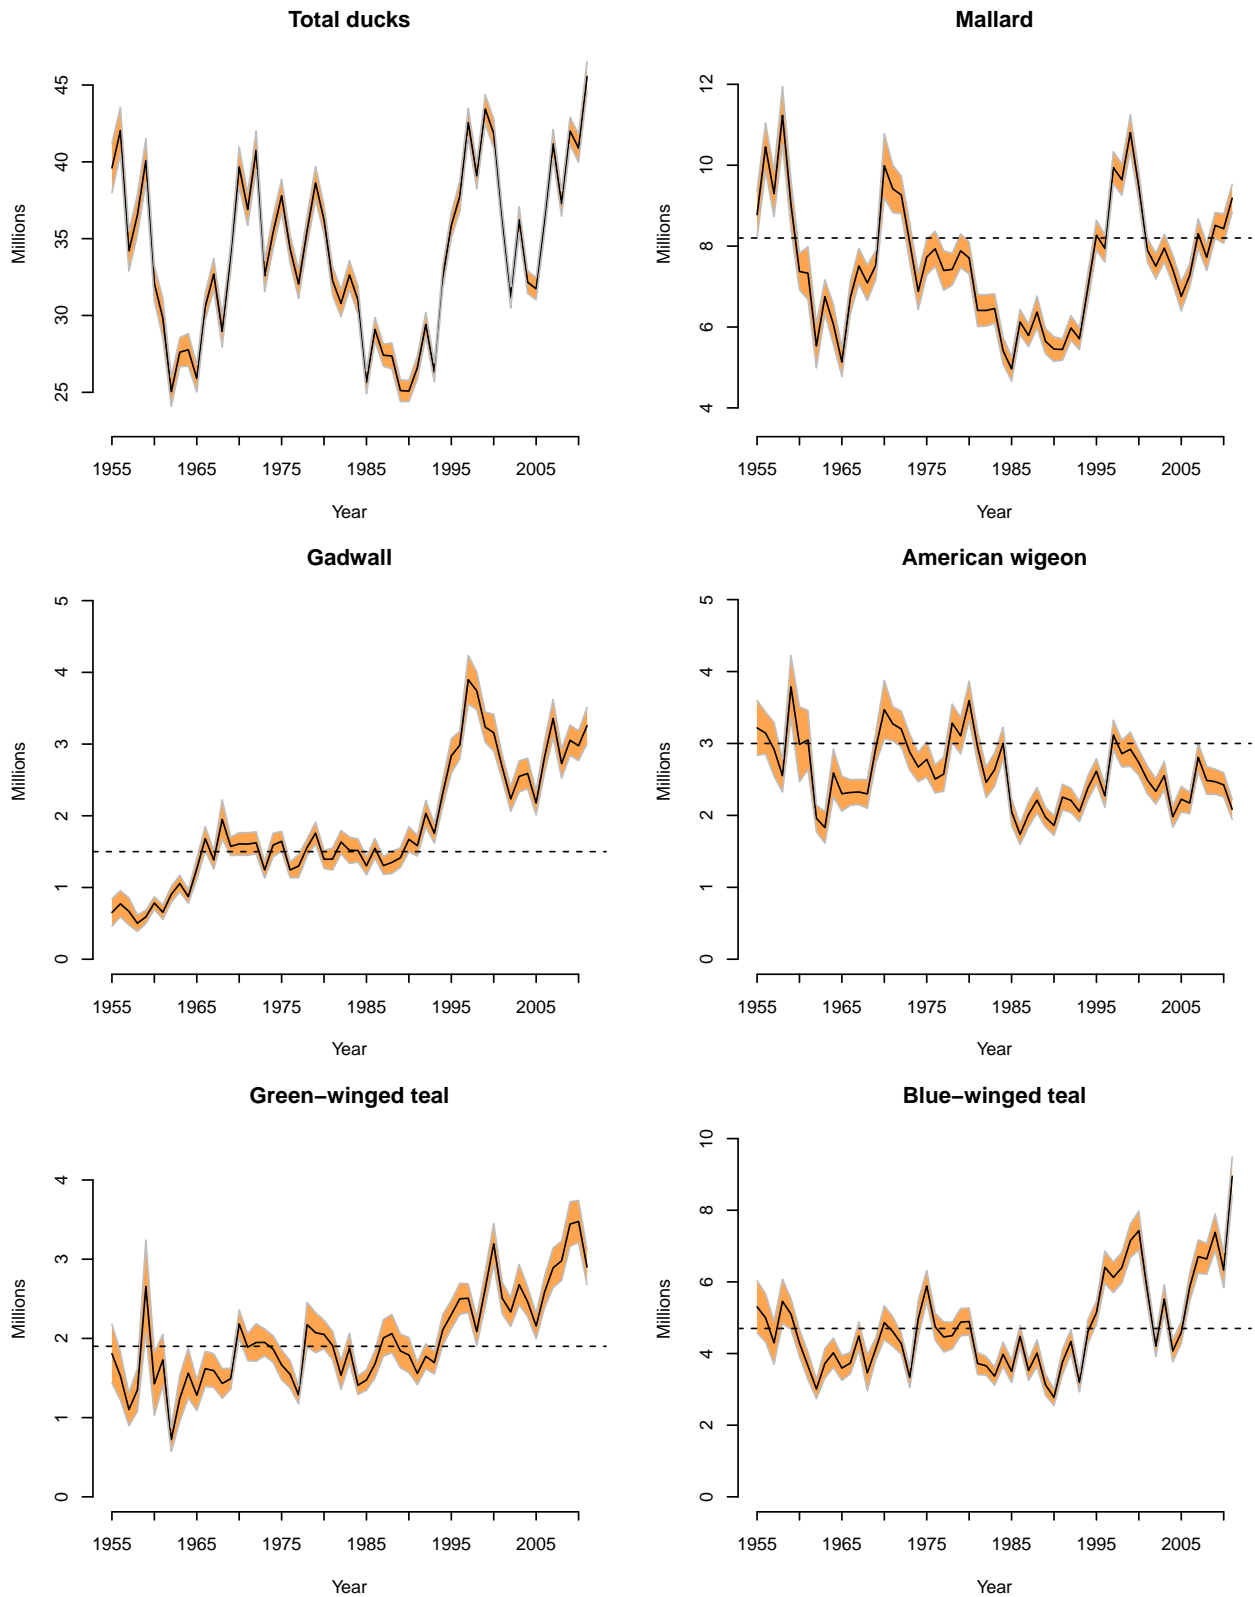 Total ducks
Millions
45
40
35
30
25
1955 1965 1975 1985 1995 2005
Year
Mallard
Millions
12
10
8
6
4
1955 1965 1975 1985 1995 2005
Year
Gadwall
Millions
5
4
3
2
1
0
1955 1965 1975 1985 1995 2005
Year
American wigeon
Millions
5
4
3
2
1
0
1955 1965 1975 1985 1995 2005
Year
Green−winged teal
Millions
4
3
2
1
0
1955 1965 1975 1985 1995 2005
Year
Blue−winged teal
Millions
10
8
6
4
2
0
1955 1965 1975 1985 1995 2005
Year